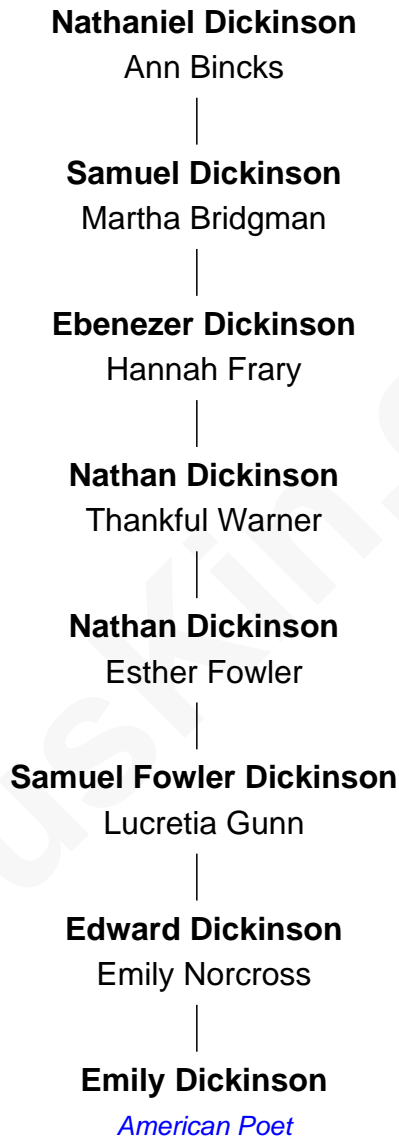 Nathaniel Dickinson
Ann Bincks
Samuel Dickinson
Martha Bridgman
Ebenezer Dickinson
Hannah Frary
Nathan Dickinson
Thankful Warner
Nathan Dickinson
Esther Fowler
Samuel Fowler Dickinson
Lucretia Gunn
Edward Dickinson
Emily Norcross
Emily Dickinson
American Poet